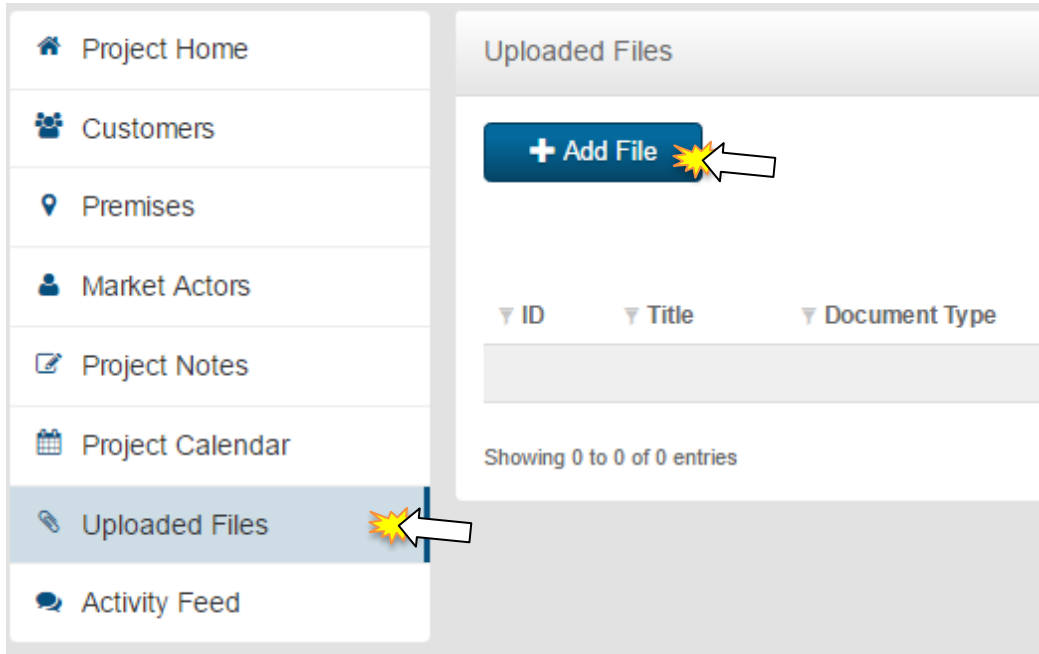 Project Home
Customers
Premises
Market Actors
Project Notes
Project Calendar
Uploaded Files
Activity Feed
Uploaded Files
Add File
ID Title Document Type
Showing 0 to 0 of 0 entries